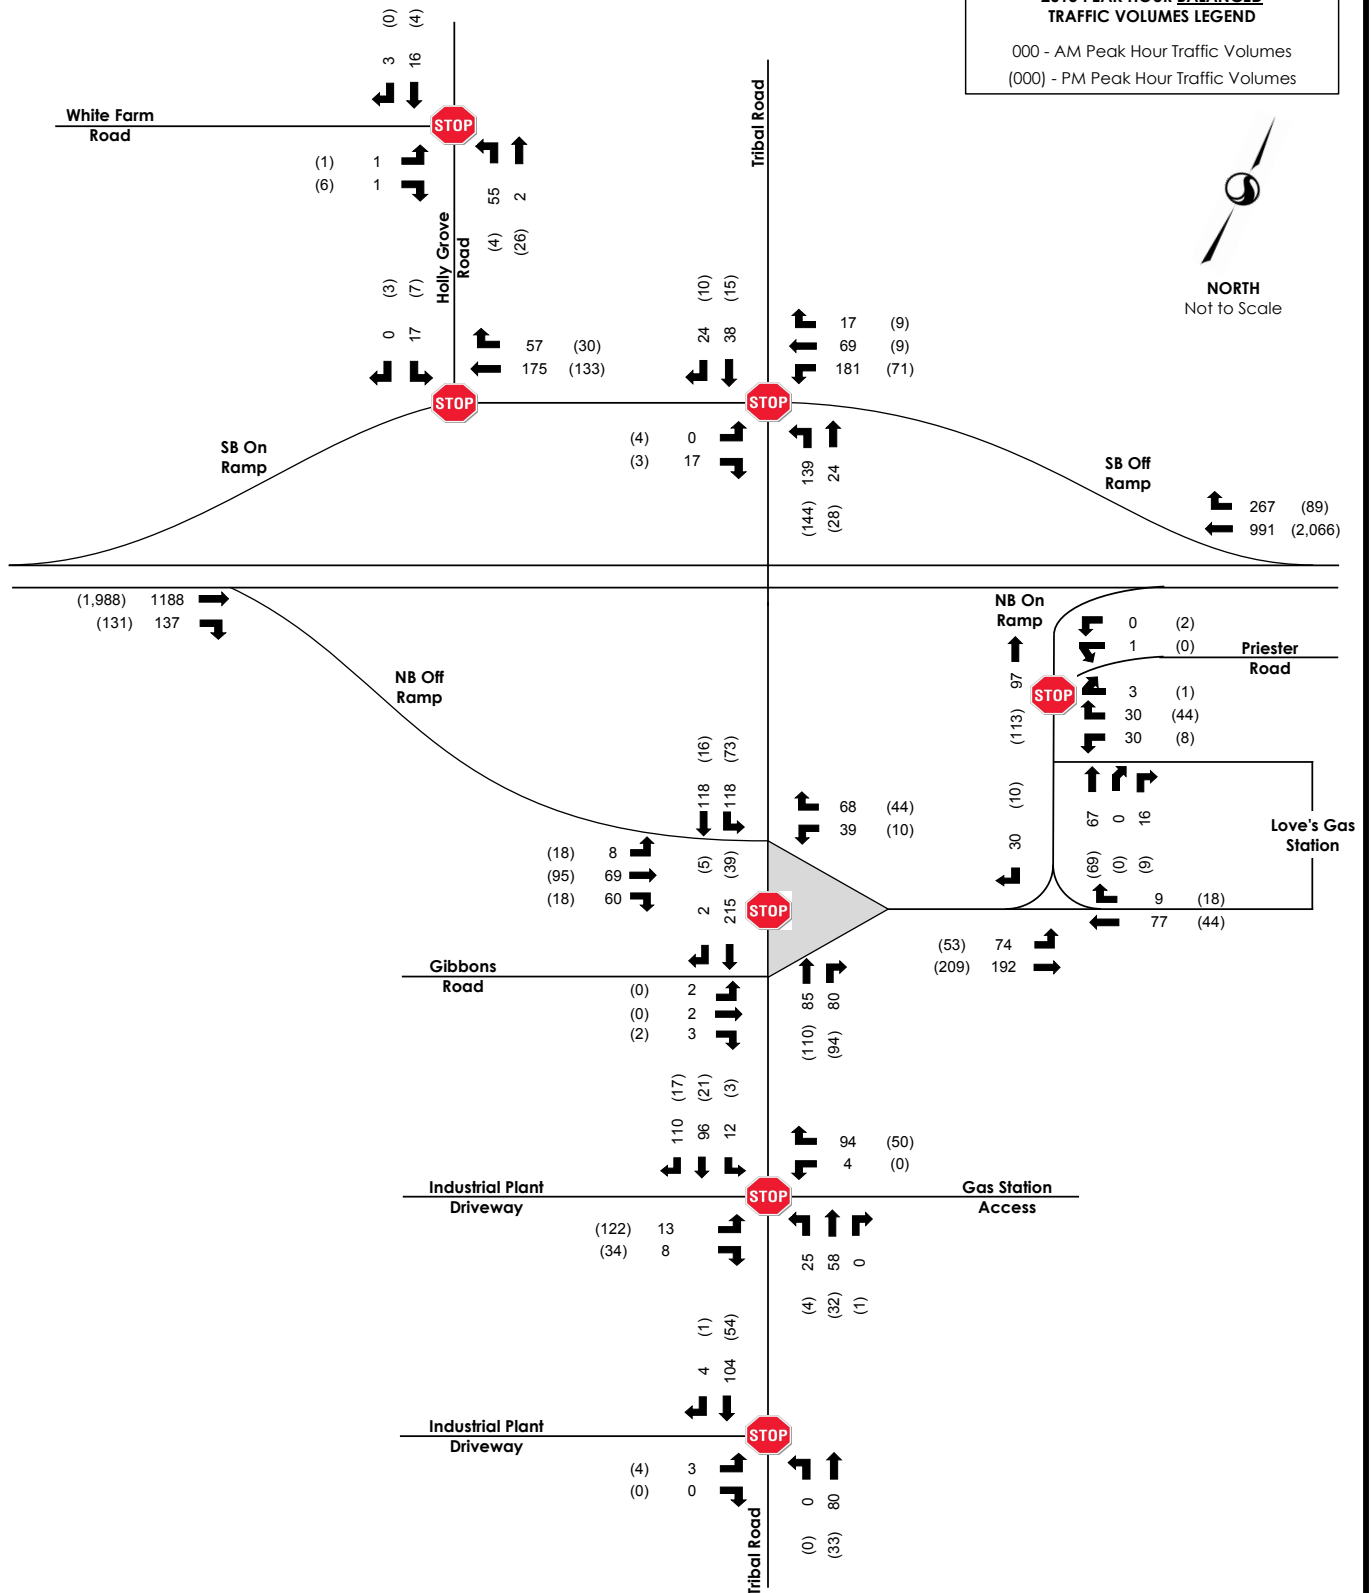 TRAFFIC VOLUMES LEGEND
000 - AM Peak Hour Traffic Volumes
(000) - PM Peak Hour Traffic Volumes
NORTH
Not to Scale
(0) (4)
3 16
White Farm
Road
STOP
(1) 1
(6) 1
55 2
(4) (26)
Holly Grove
Road
Tribal Road
(3) (7)
0 17
57 (30)
175 (133)
STOP
(10) (15)
24 38
17 (9)
69 (9)
181 (71)
STOP
(4) 0
(3) 17
139 24
(144) (28)
SB On
Ramp
SB Off
Ramp
267 (89)
991 (2,066)
(1,988) 1188
(131) 137
NB Off
Ramp
NB On
Ramp
0 (2)
1 (0)
Priester
Road
97
(113)
STOP
3 (1)
30 (44)
30 (8)
(10)
30
67 0 16
(69) (0) (9)
Love's Gas
Station
9 (18)
77 (44)
(53) 74
(209) 192
(16) (73)
118 118
68 (44)
39 (10)
(18) 8
(95) 69
(18) 60
(5) (39)
2 215
STOP
Gibbons
Road
(0) 2
(0) 2
(2) 3
85 80
(110) (94)
(17) (21) (3)
110 96 12
94 (50)
4 (0)
Industrial Plant
Driveway
STOP
Gas Station
Access
(122) 13
(34) 8
25 58 0
(4) (32) (1)
(1) (54)
4 104
Industrial Plant
Driveway
STOP
(4) 3
(0) 0
0 80
(0) (33)
Tribal Road